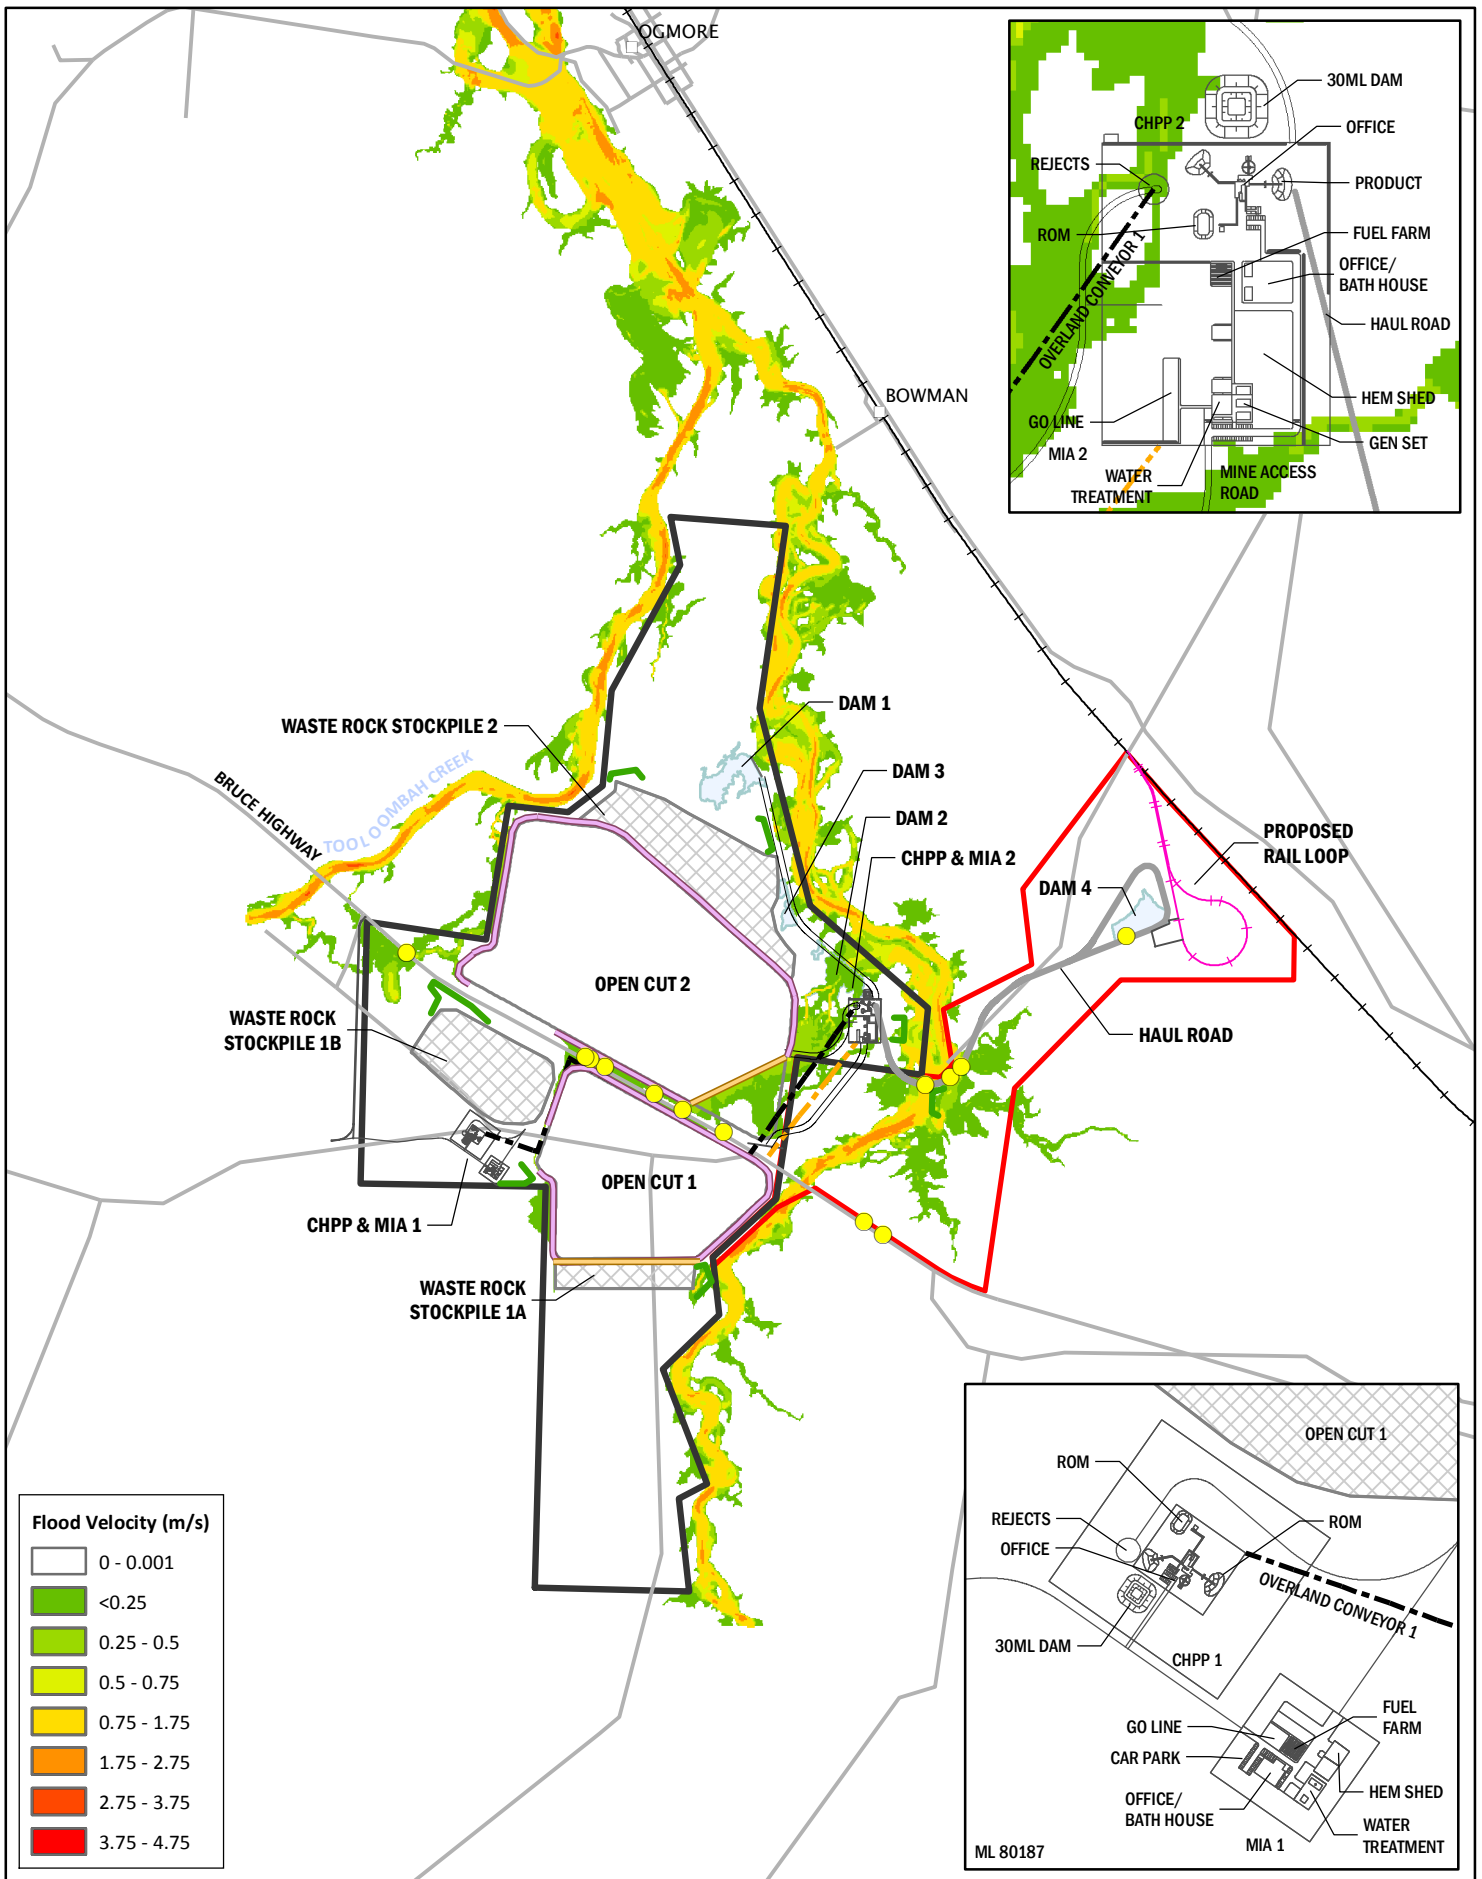 OGMORE
BOWMAN
30ML DAM
CHPP 2
OFFICE
REJECTS
PRODUCT
ROM
FUEL FARM
OFFICE/
BATH HOUSE
OVERLAND CONVEYOR 1
HAUL ROAD
HEM SHED
GO LINE
GEN SET
MIA 2
WATER
TREATMENT
MINE ACCESS
ROAD
WASTE ROCK STOCKPILE 2
DAM 1
TOOLOOMBAH CREEK
BRUCE HIGHWAY
DAM 3
DAM 2
CHPP & MIA 2
PROPOSED
RAIL LOOP
DAM 4
OPEN CUT 2
WASTE ROCK
STOCKPILE 1B
HAUL ROAD
OPEN CUT 1
CHPP & MIA 1
WASTE ROCK
STOCKPILE 1A
OPEN CUT 1
ROM
REJECTS
ROM
OFFICE
OVERLAND CONVEYOR 1
30ML DAM
CHPP 1
FUEL
FARM
GO LINE
CAR PARK
HEM SHED
OFFICE/
BATH HOUSE
WATER
TREATMENT
MIA 1
ML 80187
Flood Velocity (m/s)
0 - 0.001
<0.25
0.25 - 0.5
0.5 - 0.75
0.75 - 1.75
1.75 - 2.75
2.75 - 3.75
3.75 - 4.75